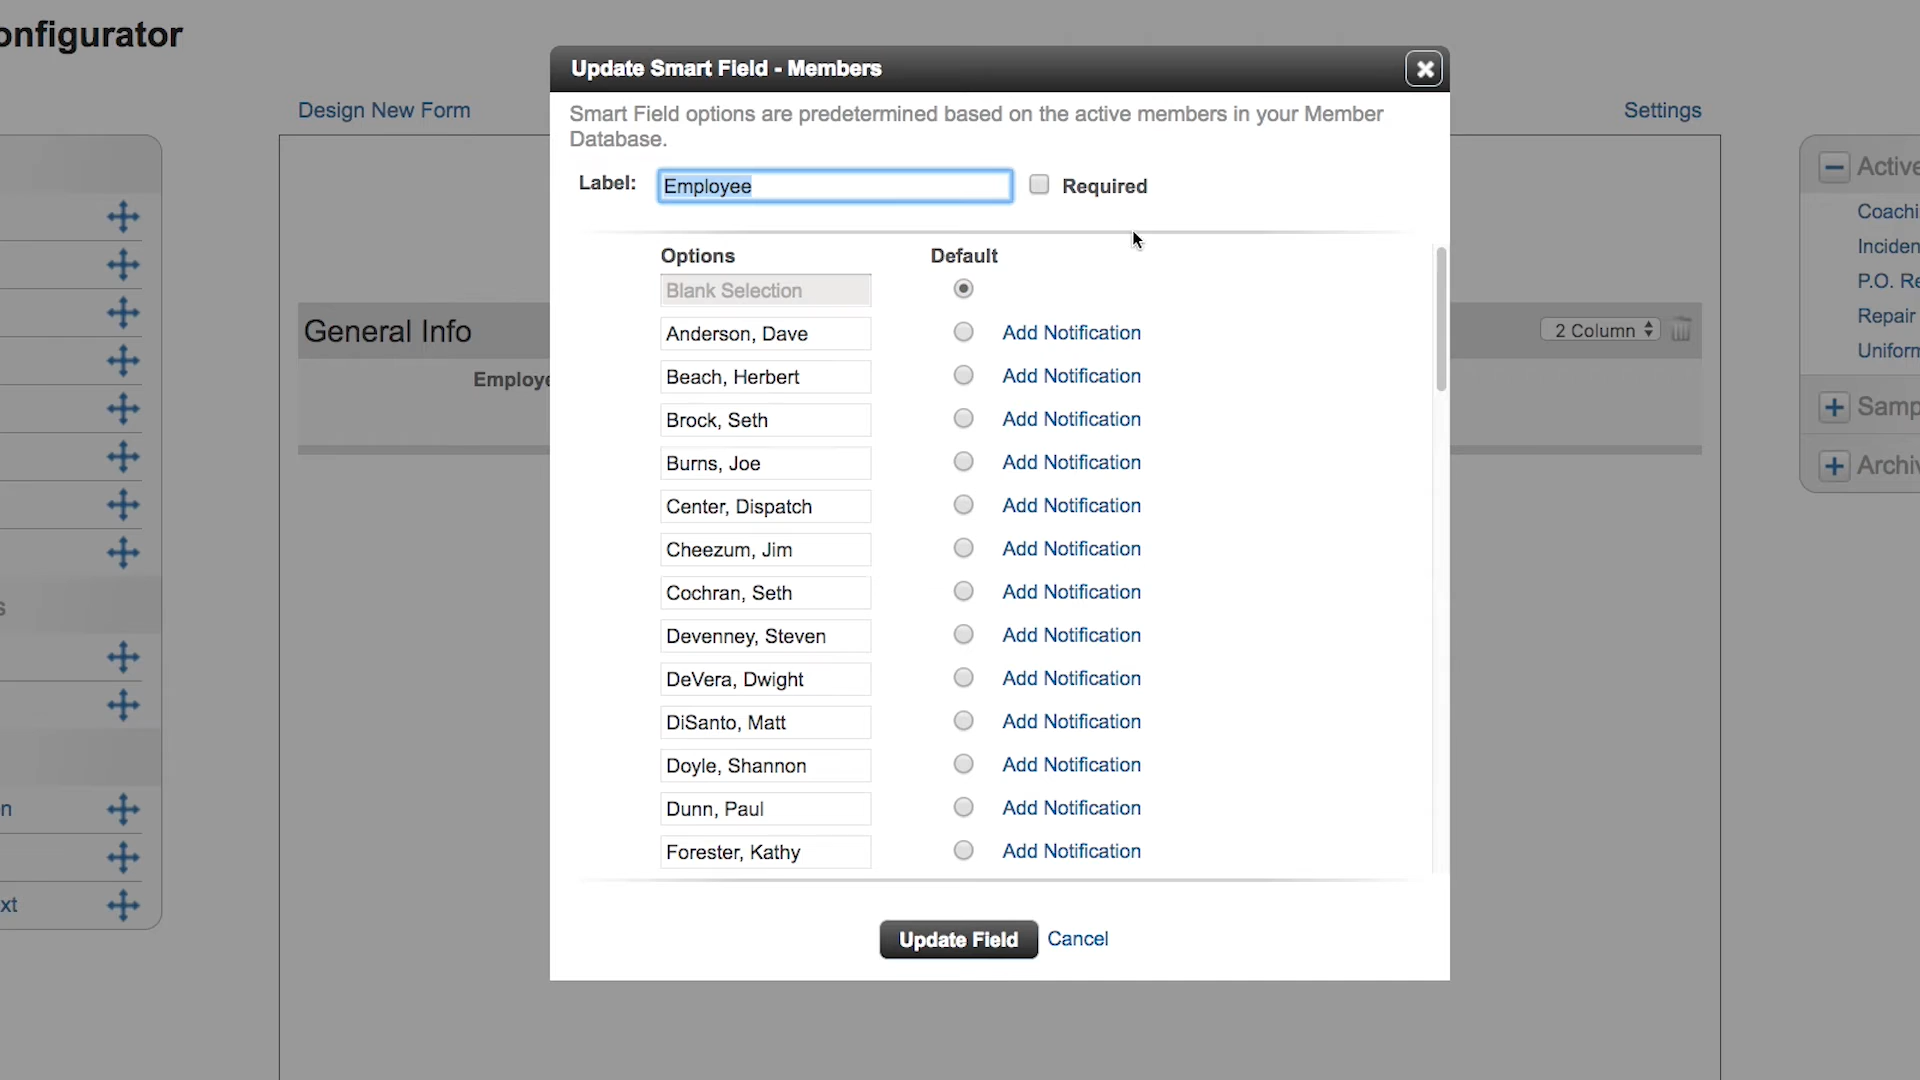 onfigurator
Design New Form
Settings
Update Smart Field - Members
Smart Field options are predetermined based on the active members in your Member
Database.
Label: Employee Required
Options Default
Blank Selection
Anderson, Dave Add Notification
Beach, Herbert Add Notification
Brock, Seth Add Notification
Burns, Joe Add Notification
Center, Dispatch Add Notification
Cheezum, Jim Add Notification
Cochran, Seth Add Notification
Devenney, Steven Add Notification
DeVera, Dwight Add Notification
DiSanto, Matt Add Notification
Doyle, Shannon Add Notification
Dunn, Paul Add Notification
Forester, Kathy Add Notification
Update Field Cancel
General Info
2 Column
Employe
s
n
xt
Active
Coachi
Inciden
P.O. Re
Repair
Uniform
Samp
Archiv